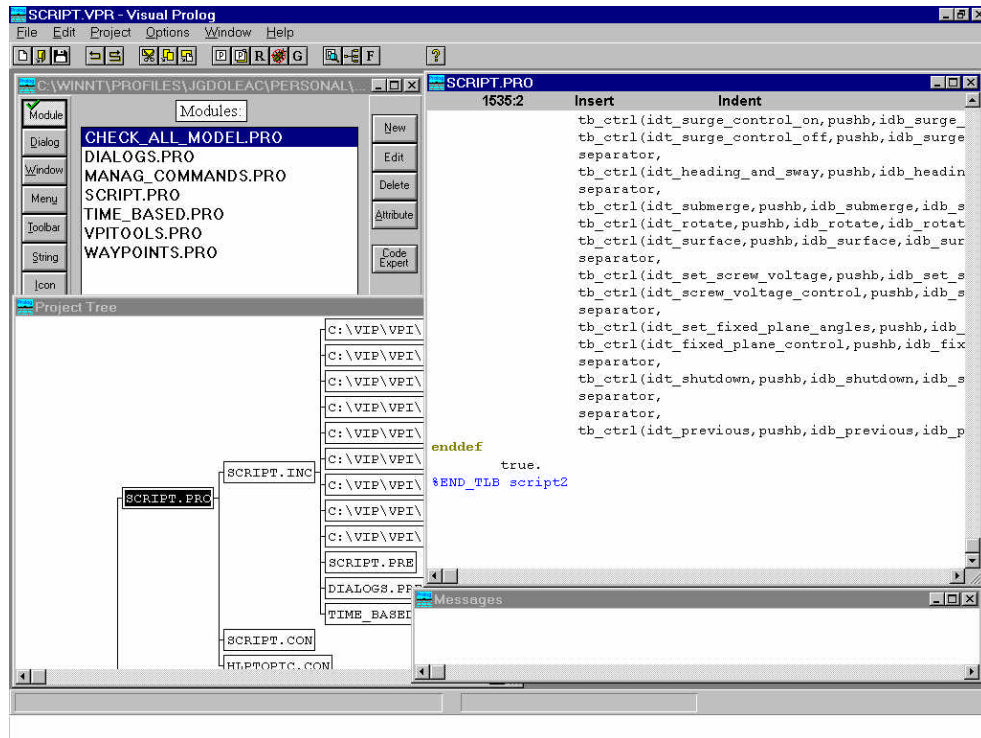 SCRIPT.VPR - Visual Prolog
File Edit Project Options Window Help
R G F ?
C:\WINNT\PROFILES\JGDOLEAC\PERSONAL\...
Module
Dialog
Window
Menu
Toolbar
String
Icon
Modules:
CHECK_ALL_MODEL.PRO
DIALOGS.PRO
MANAG_COMMANDS.PRO
SCRIPT.PRO
TIME_BASED.PRO
VPITOOLS.PRO
WAYPOINTS.PRO
New
Edit
Delete
Attribute
Code
Expert
Project Tree
C:\VIP\VPI\
C:\VIP\VPI\
C:\VIP\VPI\
C:\VIP\VPI\
C:\VIP\VPI\
C:\VIP\VPI\
C:\VIP\VPI\
C:\VIP\VPI\
C:\VIP\VPI\
SCRIPT.PRE
DIALOGS.PRE
TIME_BASED
SCRIPT.INC
SCRIPT.PRO
SCRIPT.CON
HLPTOPIC.CON
SCRIPT.PRO
1535:2 Insert Indent
tb_ctrl(idt_surge_control_on,pushb,idb_surge_
tb_ctrl(idt_surge_control_off,pushb,idb_surge
separator,
tb_ctrl(idt_heading_and_sway,pushb,idb_headin
separator,
tb_ctrl(idt_submerge,pushb,idb_submerge,idb_s
tb_ctrl(idt_rotate,pushb,idb_rotate,idb_rotat
tb_ctrl(idt_surface,pushb,idb_surface,idb_sur
separator,
tb_ctrl(idt_set_screw_voltage,pushb,idb_set_s
tb_ctrl(idt_screw_voltage_control,pushb,idb_s
separator,
tb_ctrl(idt_set_fixed_plane_angles,pushb,idb_
tb_ctrl(idt_fixed_plane_control,pushb,idb_fix
separator,
tb_ctrl(idt_shutdown,pushb,idb_shutdown,idb_s
separator,
separator,
tb_ctrl(idt_previous,pushb,idb_previous,idb_p
enddef
true.
%END_TLB script2
Messages